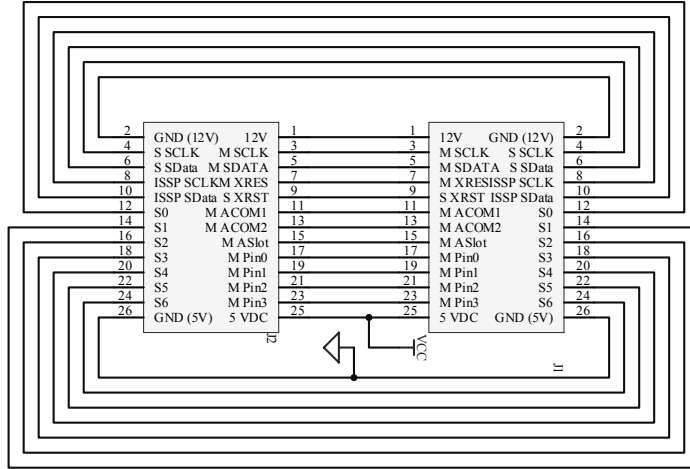 2 GND (12V) 12V 1 1 12V GND (12V) 2
4 S SCLK M SCLK 3 3 M SCLK S SCLK 4
6 S SData M SDATA 5 5 M SDATA S SData 6
8 ISSP SCLK M XRES 7 7 M XRES ISSP SCLK 8
10 ISSP SData S XRST 9 9 S XRST ISSP SData 10
12 S0 M ACOM1 11 11 M ACOM1 S0 12
14 S1 M ACOM2 13 13 M ACOM2 S1 14
16 S2 M ASlot 15 15 M ASlot S2 16
18 S3 M Pin0 17 17 M Pin0 S3 18
20 S4 M Pin1 19 19 M Pin1 S4 20
22 S5 M Pin2 21 21 M Pin2 S5 22
24 S6 M Pin3 23 23 M Pin3 S6 24
26 GND (5V) 5 VDC 25 25 5 VDC GND (5V) 26
J2
VCC
J1